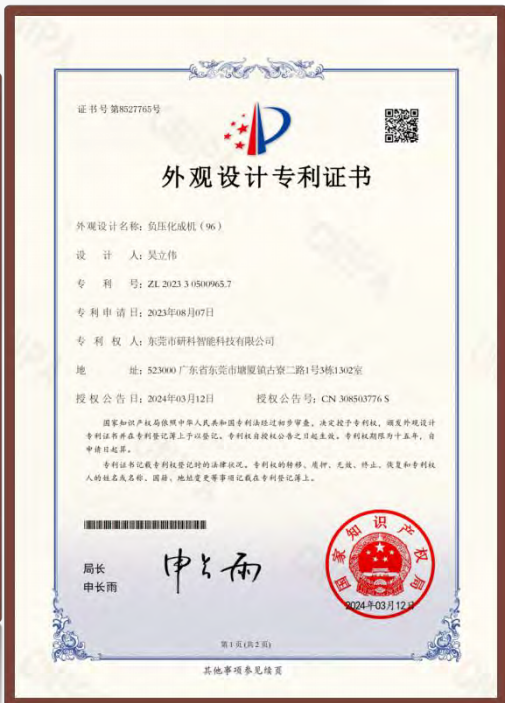 证书号第8527765号
外观设计专利证书
外观设计名称：负压化成机（96）
设计人：吴立伟
专利号：ZL 2023 3 0500965.7
专利申请日：2023年08月07日
专利权人：东莞市研科智能科技有限公司
地址：523000 广东省东莞市塘厦镇古寮二路1号3栋1302室
授权公告日：2024年03月12日 授权公告号：CN 308503776 S
国家知识产权局依照中华人民共和国专利法经过初步审查，决定授予专利权，颁发外观设计
专利证书并在专利登记簿上予以登记。专利权自授权公告之日起生效。专利权期限为十五年，自
申请日起算。
专利证书记载专利权登记时的法律状况。专利权的转移、质押、无效、终止、恢复和专利权
人的姓名或名称、国籍、地址变更等事项记载在专利登记簿上。
局长
申长雨
申长雨
国家知识产权局
2024年03月12日
第1页(共2页)
其他事项参见续页